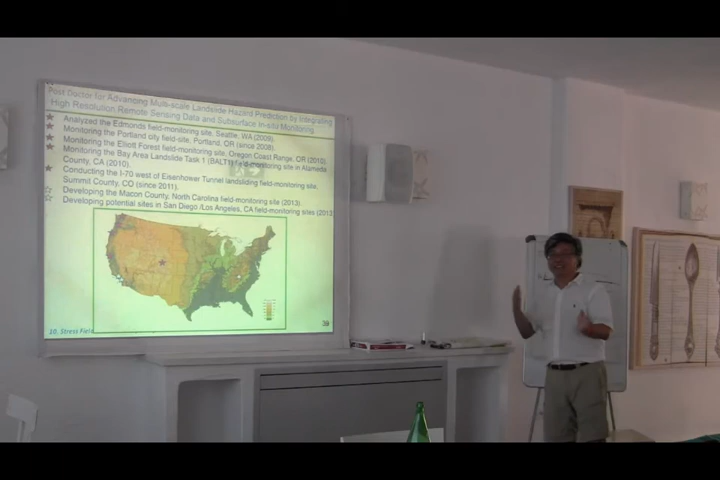 Post Doctor for Advancing Multi-scale Landslide Hazard Prediction by Integrating
High Resolution Remote Sensing Data and Subsurface In-situ Monitoring.
Analyzed the Edmonds field-monitoring site, Seattle, WA (2009).
Monitoring the Portland city field-site, Portland, OR (since 2008).
Monitoring the Elliott Forest field-monitoring site, Oregon Coast Range, OR (2010).
Monitoring the Bay Area Landslide Task 1 (BALT1) field-monitoring site in Alameda
County, CA (2010).
Conducting the I-70 west of Eisenhower Tunnel landsliding field-monitoring site,
Summit County, CO (since 2011).
Developing the Macon County, North Carolina field-monitoring site (2013).
Developing potential sites in San Diego /Los Angeles, CA field-monitoring sites (2013
10. Stress Field